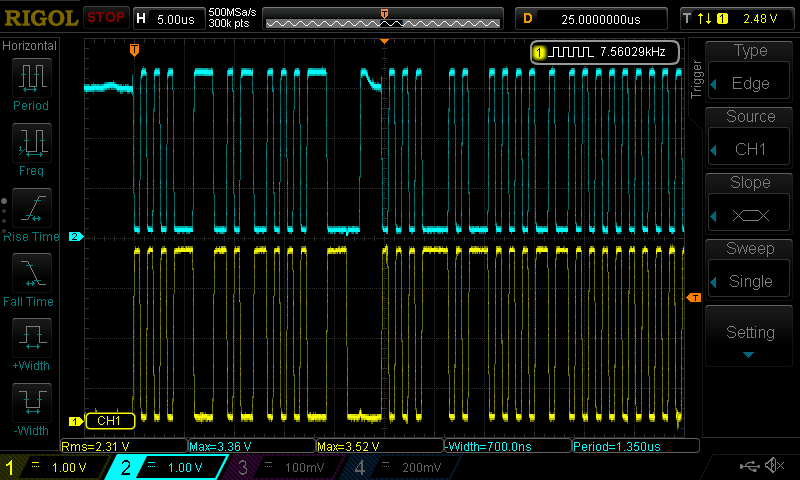 RIGOL STOP H 5.00us 500MSa/s 300k pts T D 25.0000000us T 1 2.48 V
Horizontal
T
1 7.56029kHz
Type
Edge
Period
Trigger
Source
CH1
Freq
Slope
Rise Time
2
Sweep
Single
Fall Time
T
Setting
+Width
1 CH1
-Width
Rms=2.31 V Max=3.36 V Max=3.52 V -Width=700.0ns Period=1.350us
1 1.00 V 2 1.00 V 3 100mV 4 200mV